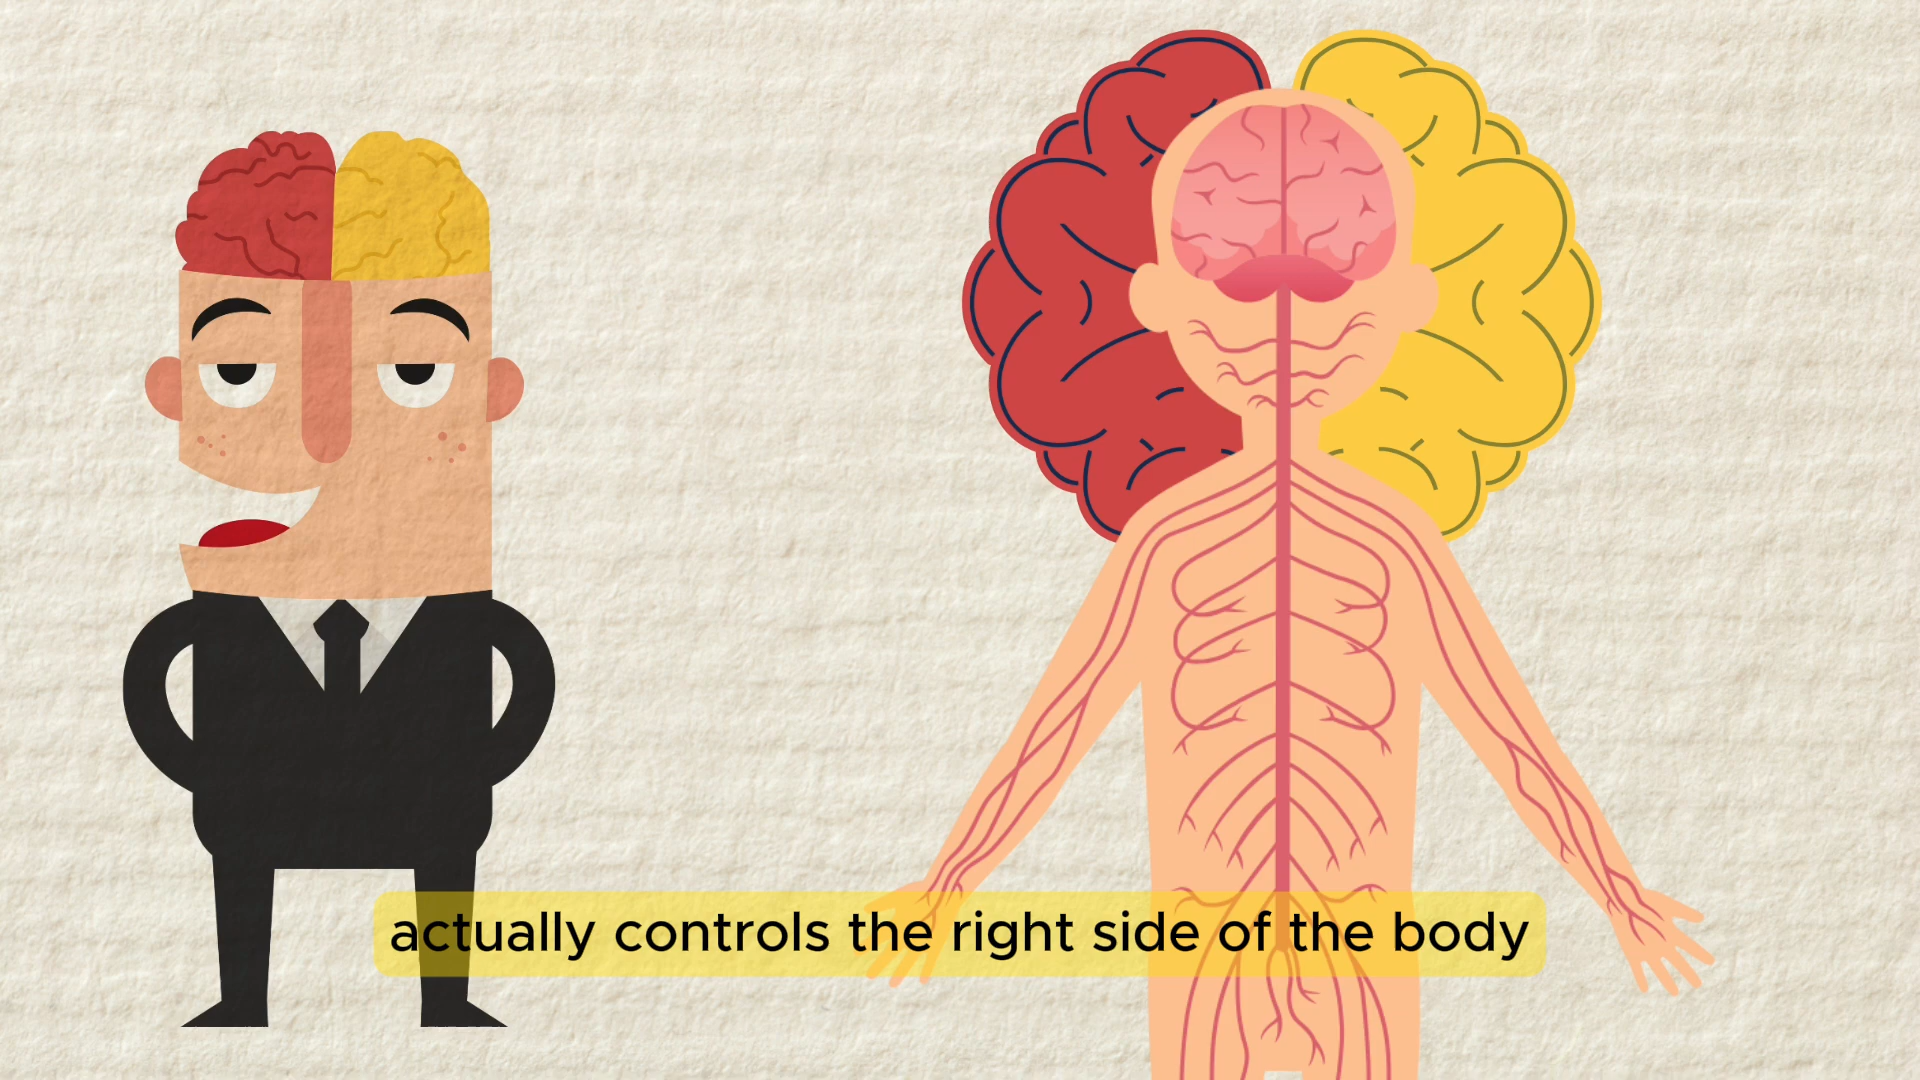 actually controls the right side of the body